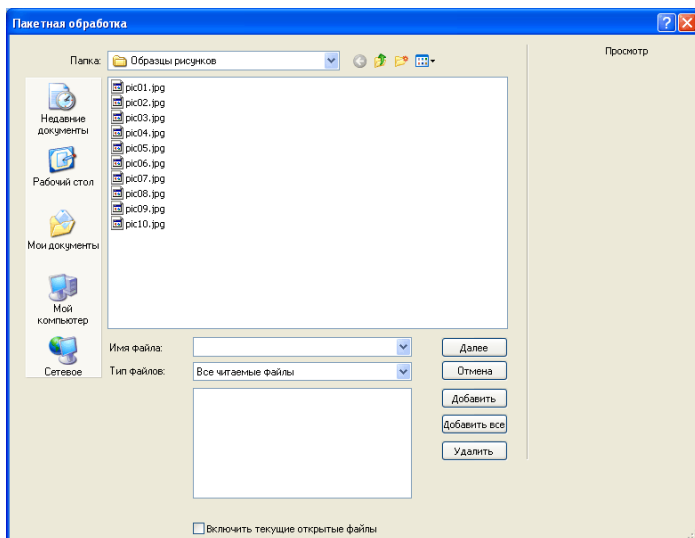 Пакетная обработка
Папка: Образцы рисунков
Просмотр
Недавние
документы
Рабочий стол
Мои документы
Мой
компьютер
Сетевое
pic01.jpg
pic02.jpg
pic03.jpg
pic04.jpg
pic05.jpg
pic06.jpg
pic07.jpg
pic08.jpg
pic09.jpg
pic10.jpg
Имя файла:
Далее
Тип файлов: Все читаемые файлы
Отмена
Добавить
Добавить все
Удалить
Включить текущие открытые файлы